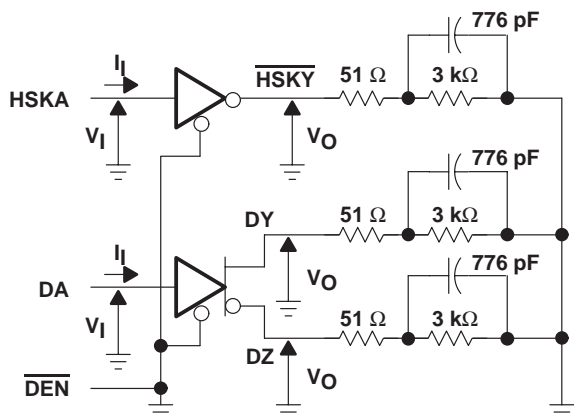 776 pF
I_I
HSKY
51 Ω
3 kΩ
HSKA
V_I
V_O
776 pF
DY
51 Ω
3 kΩ
I_I
776 pF
DA
V_O
V_I
51 Ω
3 kΩ
DZ
DEN
V_O